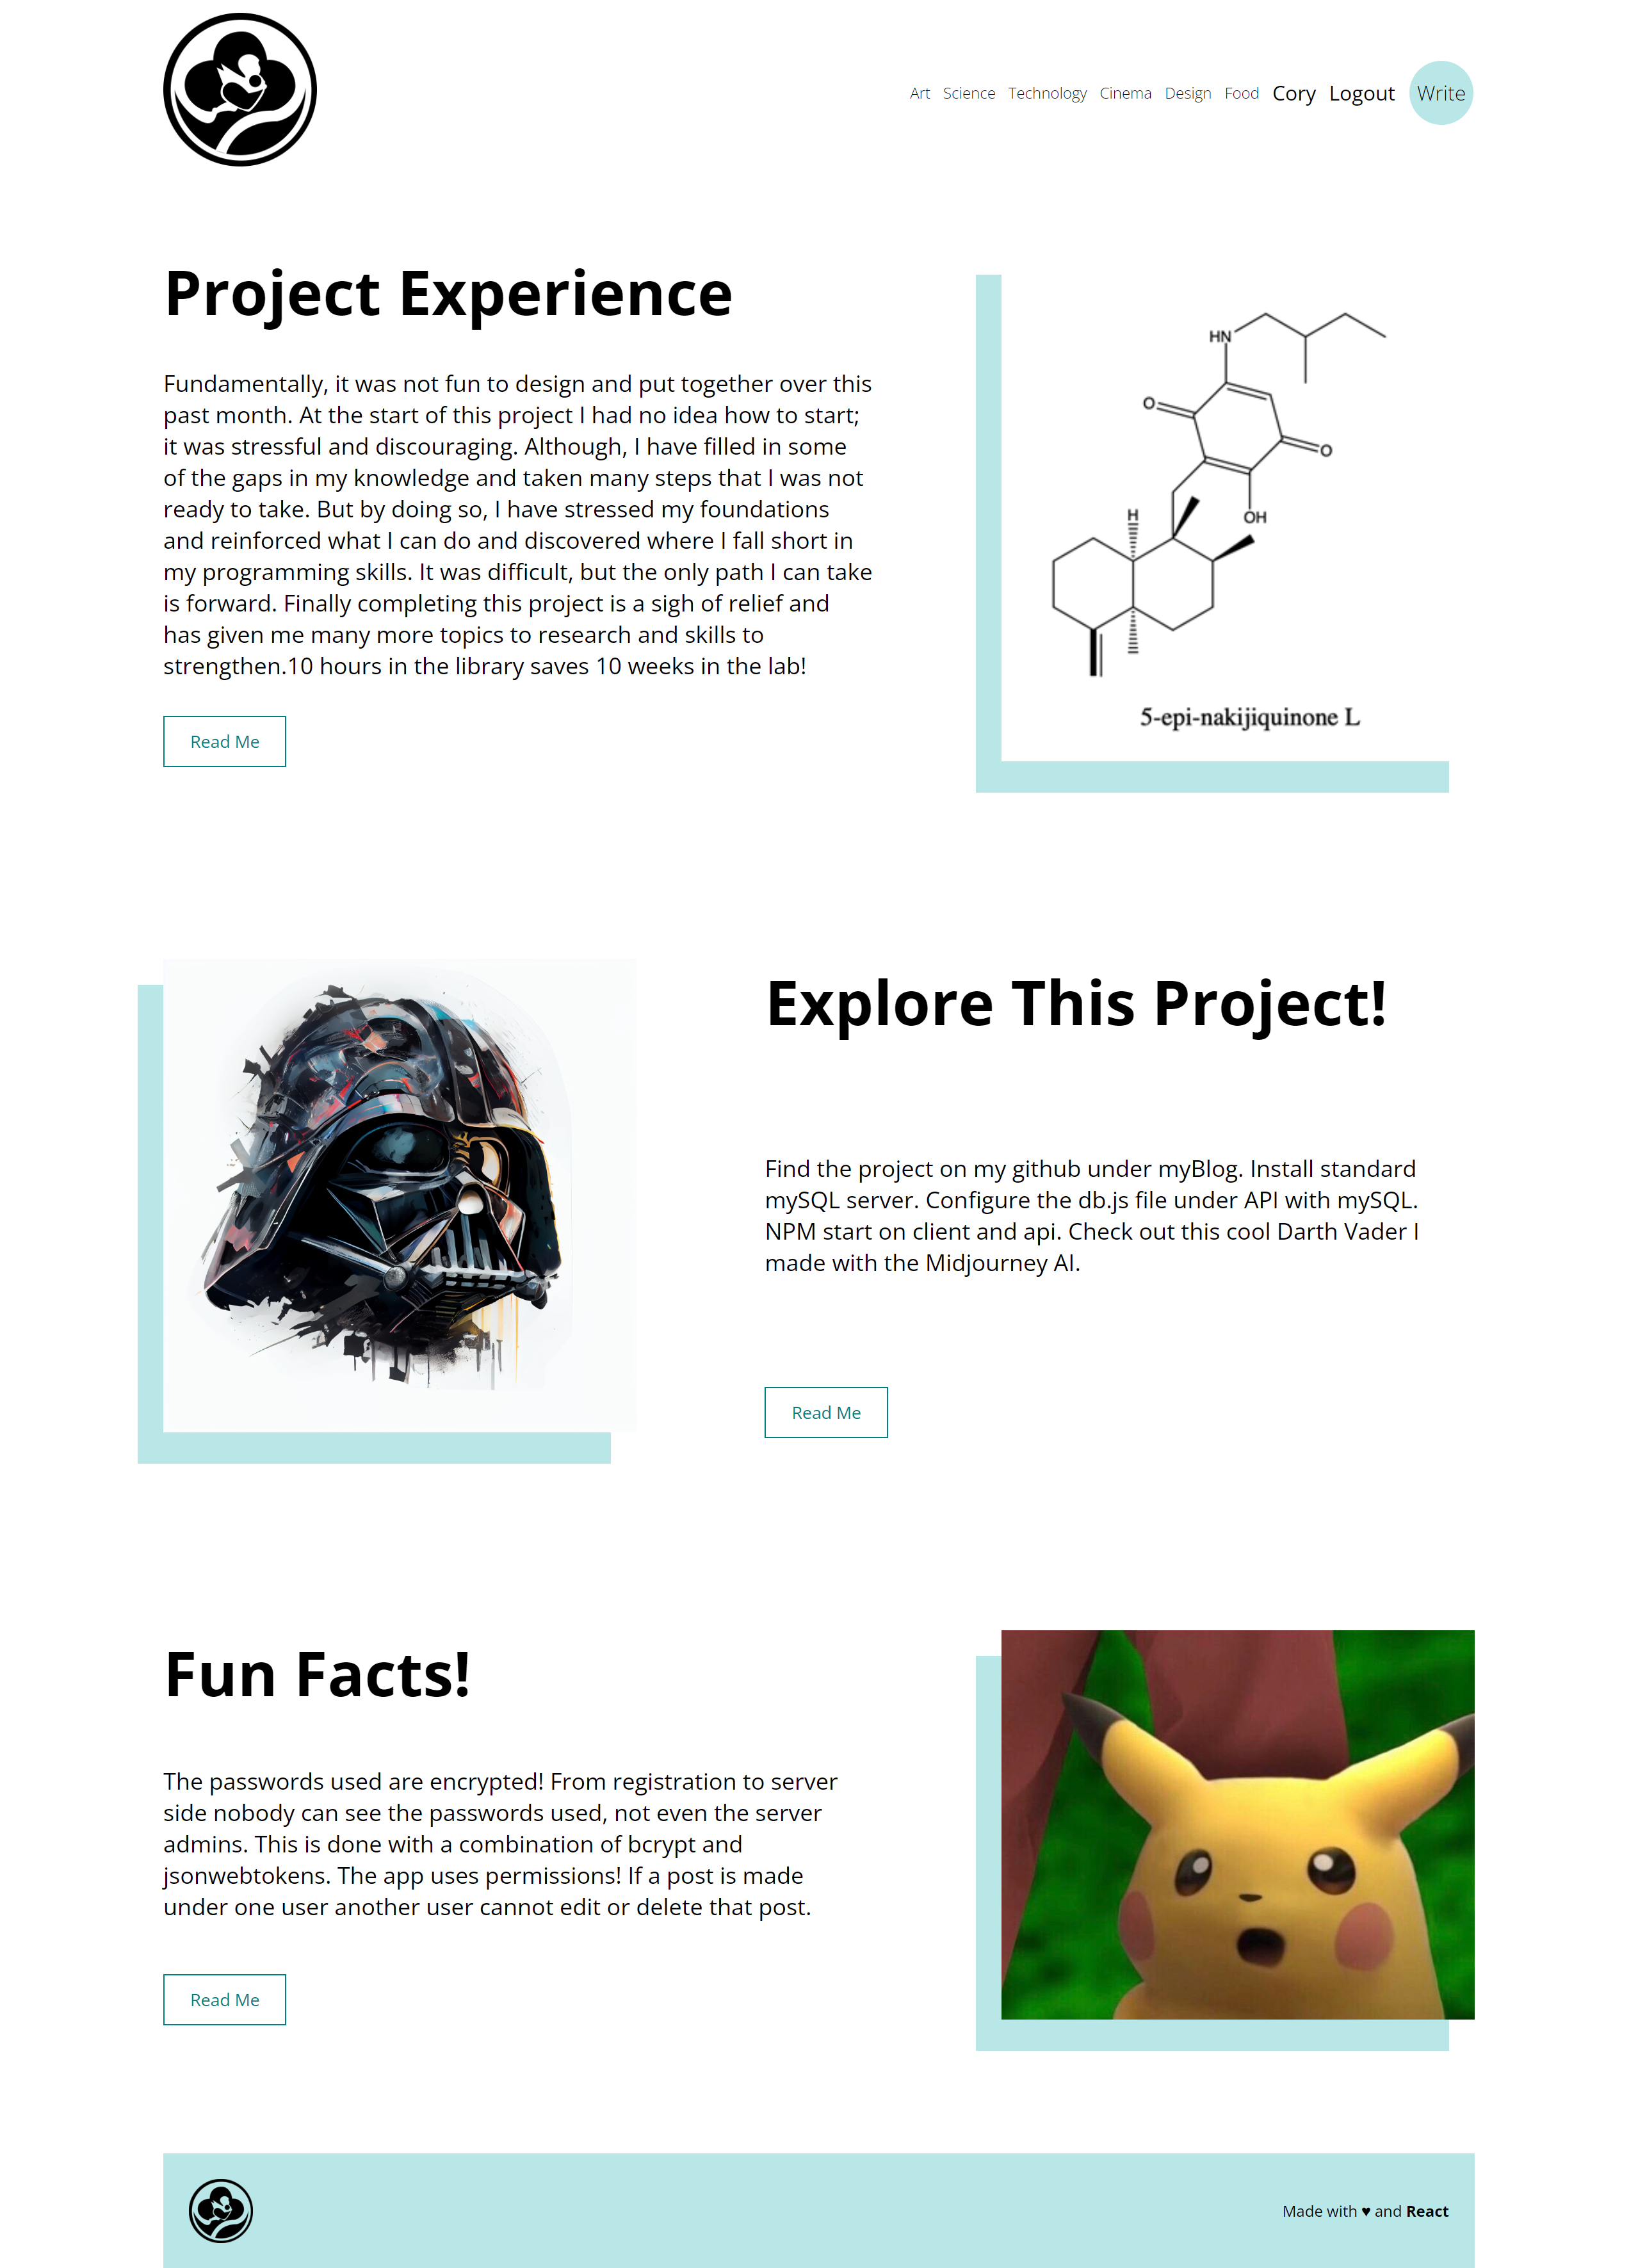 Art Science Technology Cinema Design Food Cory Logout Write
Project Experience
Fundamentally, it was not fun to design and put together over this
past month. At the start of this project I had no idea how to start;
it was stressful and discouraging. Although, I have filled in some
of the gaps in my knowledge and taken many steps that I was not
ready to take. But by doing so, I have stressed my foundations
and reinforced what I can do and discovered where I fall short in
my programming skills. It was difficult, but the only path I can take
is forward. Finally completing this project is a sigh of relief and
has given me many more topics to research and skills to
strengthen.10 hours in the library saves 10 weeks in the lab!
Read Me
HN
O
O
OH
H
5-epi-nakijiquinone L
Explore This Project!
Find the project on my github under myBlog. Install standard
mySQL server. Configure the db.js file under API with mySQL.
NPM start on client and api. Check out this cool Darth Vader I
made with the Midjourney AI.
Read Me
Fun Facts!
The passwords used are encrypted! From registration to server
side nobody can see the passwords used, not even the server
admins. This is done with a combination of bcrypt and
jsonwebtokens. The app uses permissions! If a post is made
under one user another user cannot edit or delete that post.
Read Me
Made with ♥ and React